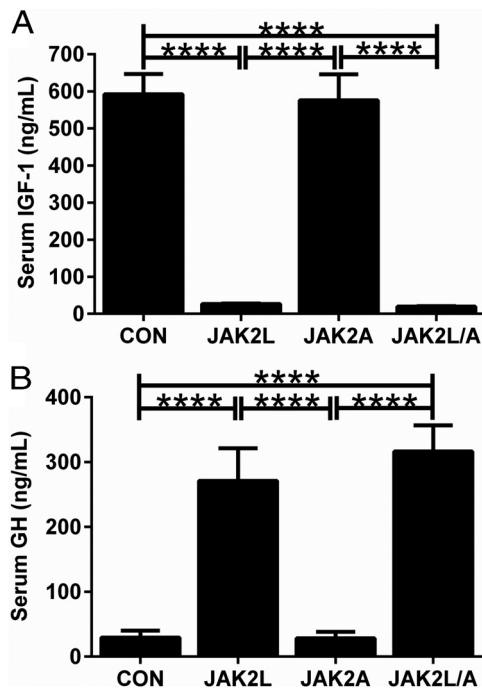 A
****
**** **** ****
Serum IGF-1 (ng/mL)
700
600
500
400
300
200
100
0
CON JAK2L JAK2A JAK2L/A
B
****
**** **** ****
Serum GH (ng/mL)
400
300
200
100
0
CON JAK2L JAK2A JAK2L/A